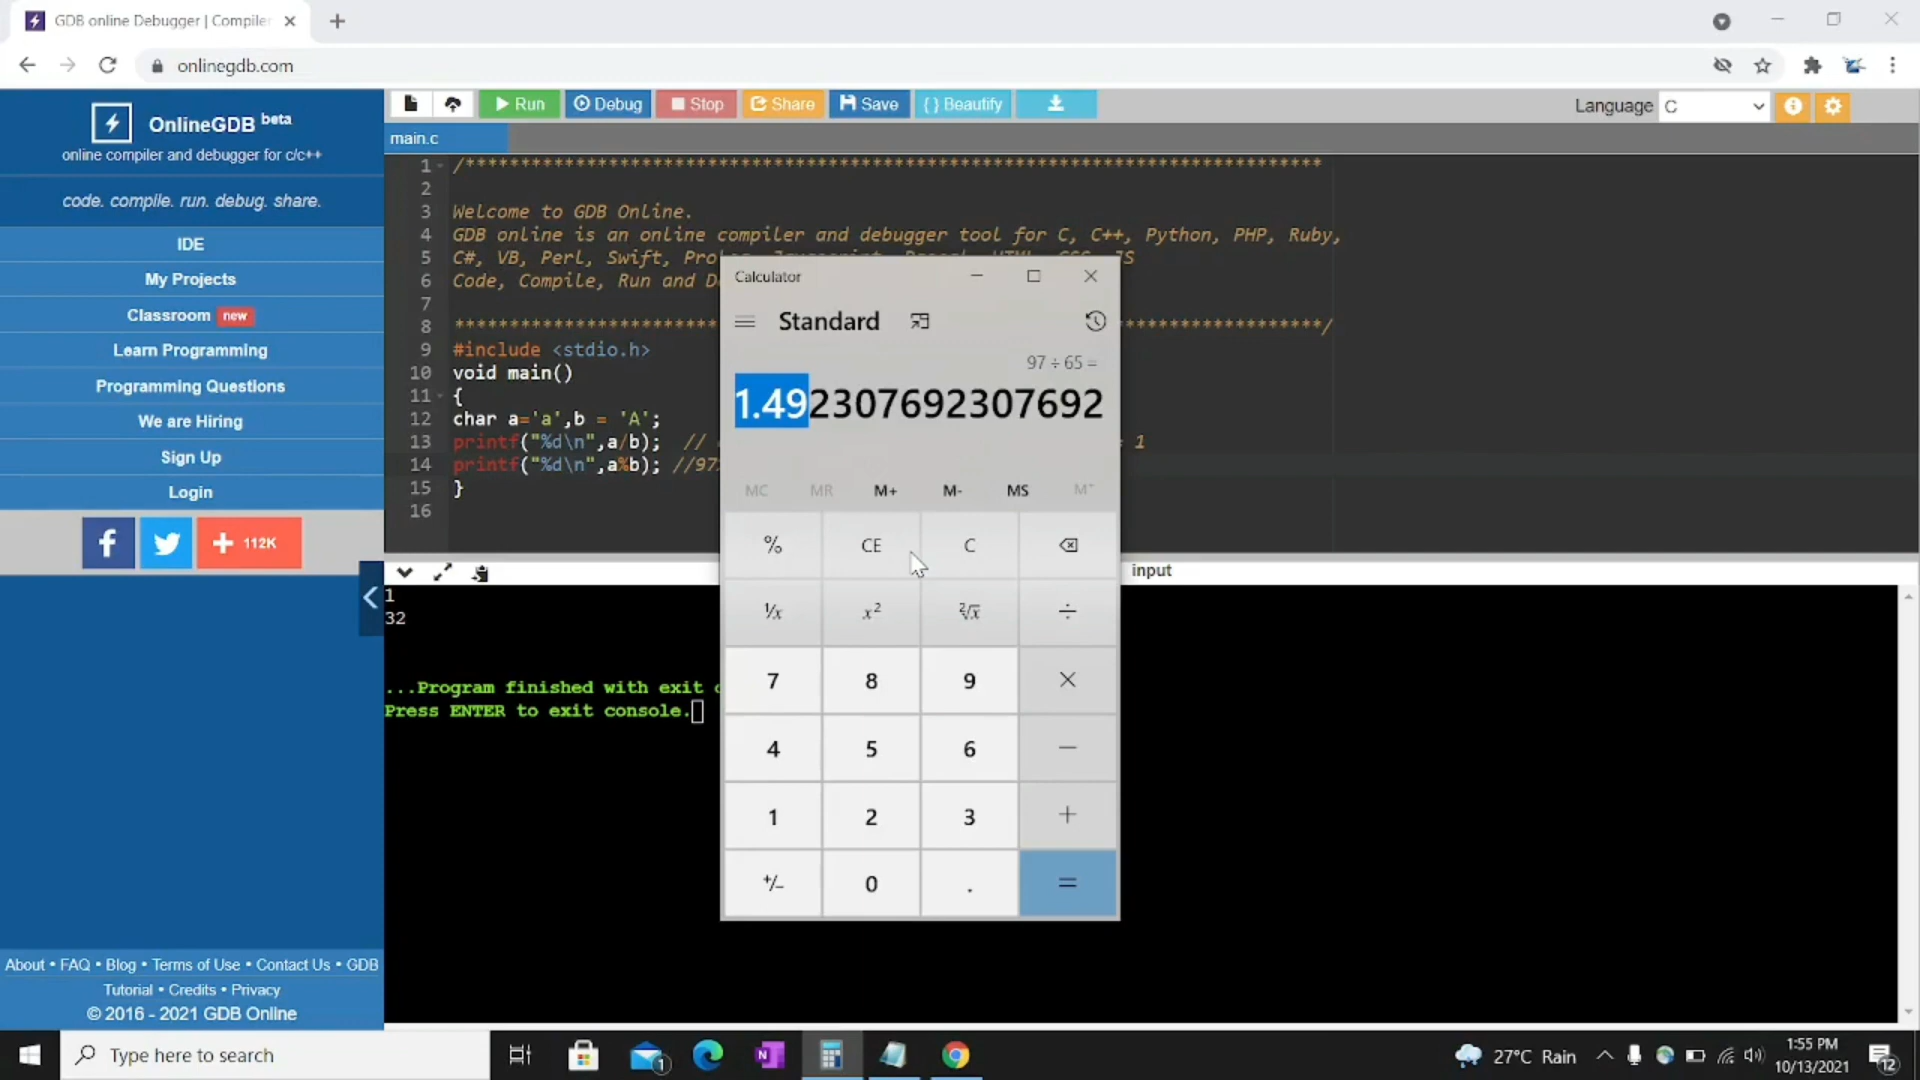 GDB online Debugger | Compiler
onlinegdb.com
OnlineGDB beta
online compiler and debugger for c/c++
code. compile. run. debug. share.
IDE
My Projects
Classroom new
Learn Programming
Programming Questions
We are Hiring
Sign Up
Login
f
+ 112K
About • FAQ • Blog • Terms of Use • Contact Us • GDB
Tutorial • Credits • Privacy
© 2016 - 2021 GDB Online
Run Debug Stop Share Save {} Beautify
Language C
main.c
1 /******************************************************************************
2
3 Welcome to GDB Online.
4 GDB online is an online compiler and debugger tool for C, C++, Python, PHP, Ruby,
5 C#, VB, Perl, Swift,
6 Code, Compile, Run and
7
8 *******************************************************************************/
9 #include <stdio.h>
10 void main()
11 {
12 char a='a',b = 'A';
13 printf("%d\n",a/b); // 1
14 printf("%d\n",a%b); //97
15 }
16
input
1
32
...Program finished with exit
Press ENTER to exit console.
Calculator
Standard
97 ÷ 65 =
1.492307692307692
MC MR M+ M- MS M˅
% CE C
¹/x x² ²√x ÷
7 8 9 ×
4 5 6 −
1 2 3 +
+/− 0 . =
Type here to search
1
27°C Rain
1:55 PM
10/13/2021
12